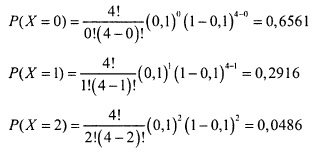 P(X = 0) = 4!/(0!(4−0)!) (0,1)^0 (1−0,1)^(4−0) = 0,6561
P(X = 1) = 4!/(1!(4−1)!) (0,1)^1 (1−0,1)^(4−1) = 0,2916
P(X = 2) = 4!/(2!(4−2)!) (0,1)^2 (1−0,1)^2 = 0,0486